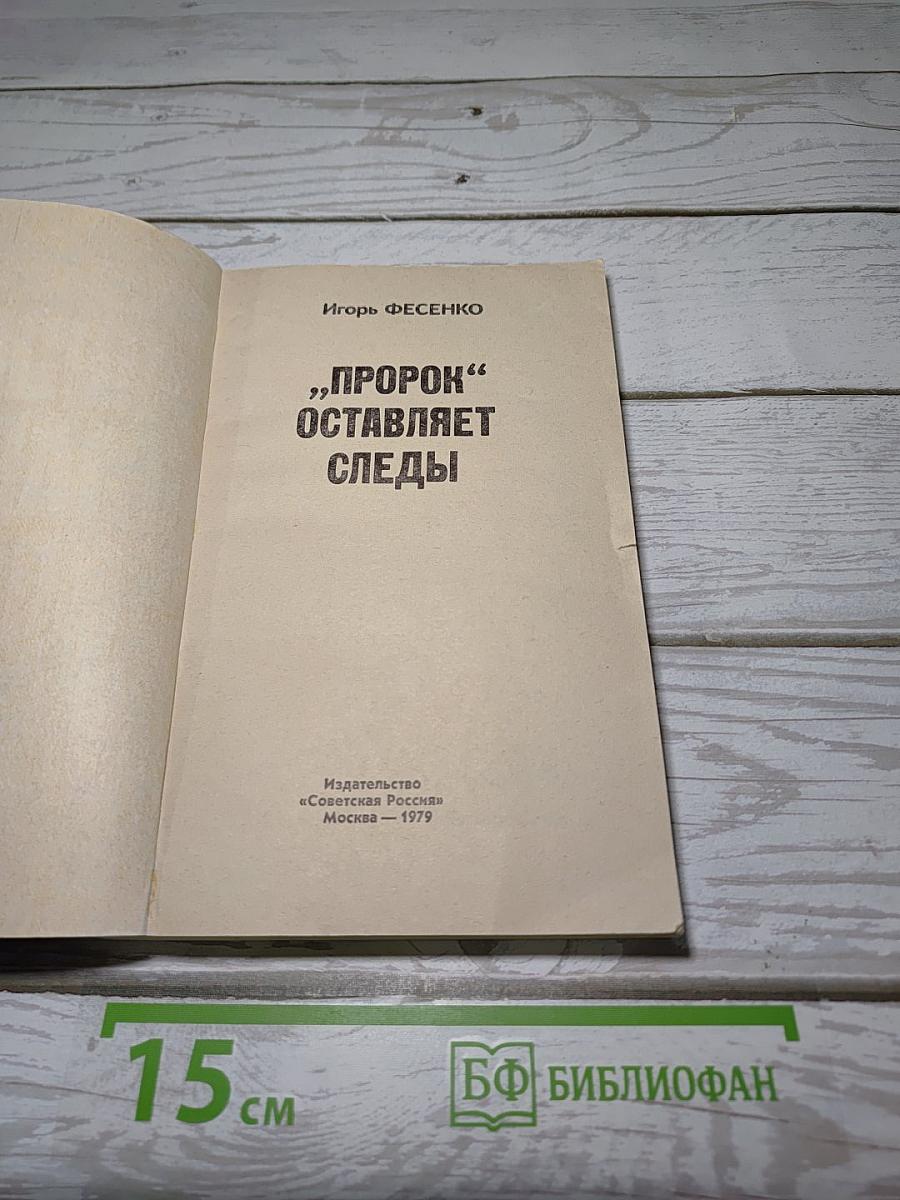 Игорь ФЕСЕНКО
„ПРОРОК“
ОСТАВЛЯЕТ
СЛЕДЫ
Издательство
«Советская Россия»
Москва — 1979
15 см
БФ БИБЛИОФАН